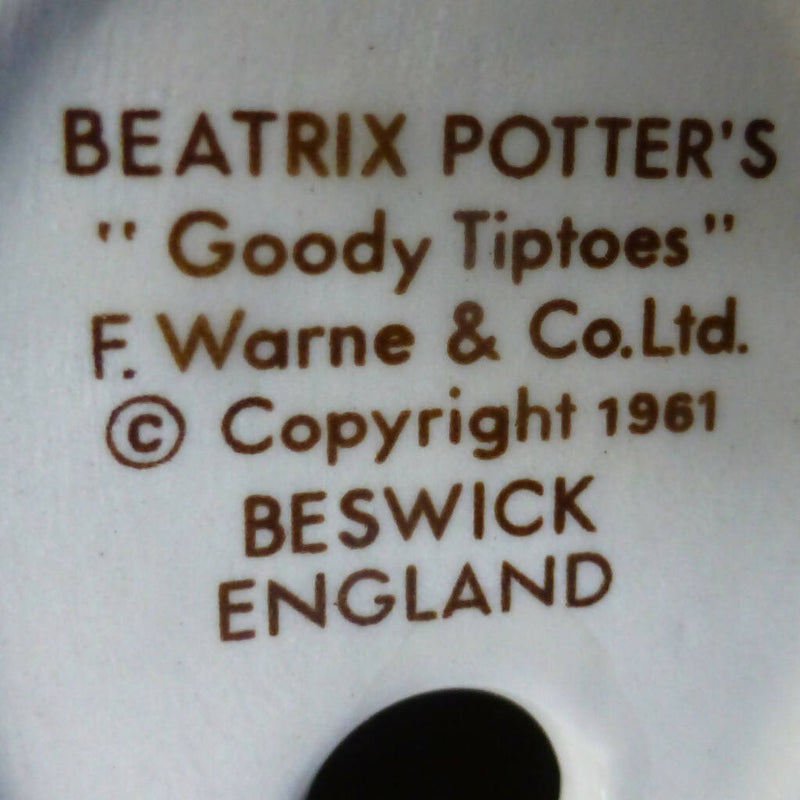 BEATRIX POTTER'S
" Goody Tiptoes "
F. Warne & Co.Ltd.
© Copyright 1961
BESWICK
ENGLAND